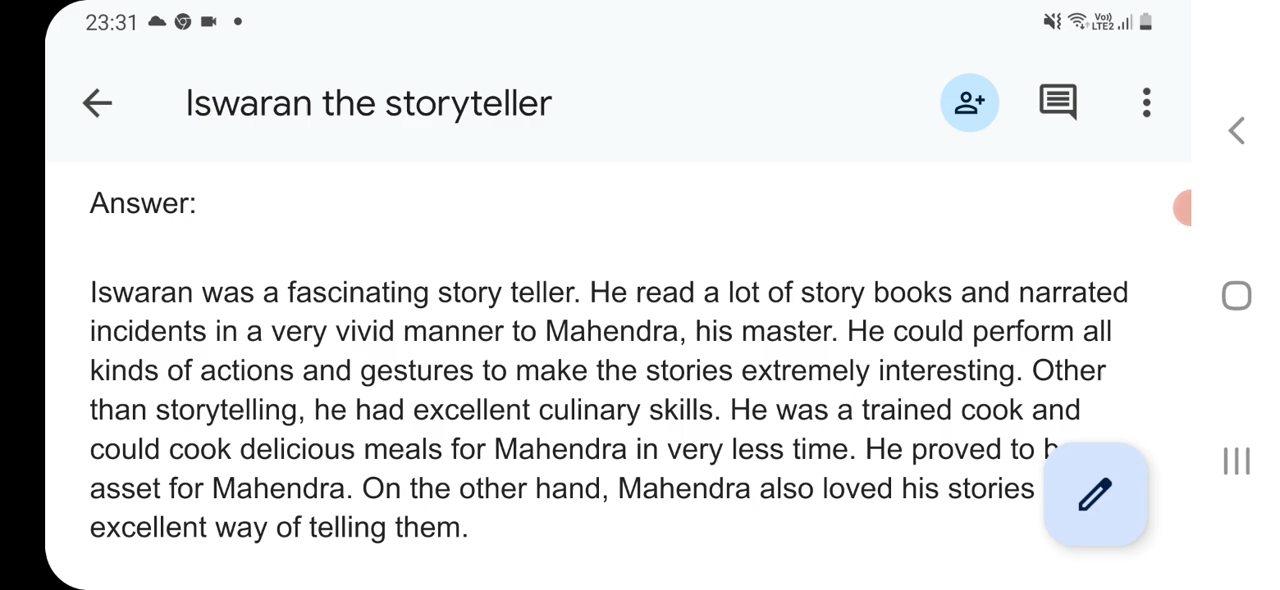 23:31
Vo))
LTE2
Iswaran the storyteller
Answer:
Iswaran was a fascinating story teller. He read a lot of story books and narrated
incidents in a very vivid manner to Mahendra, his master. He could perform all
kinds of actions and gestures to make the stories extremely interesting. Other
than storytelling, he had excellent culinary skills. He was a trained cook and
could cook delicious meals for Mahendra in very less time. He proved to
asset for Mahendra. On the other hand, Mahendra also loved his stories
excellent way of telling them.